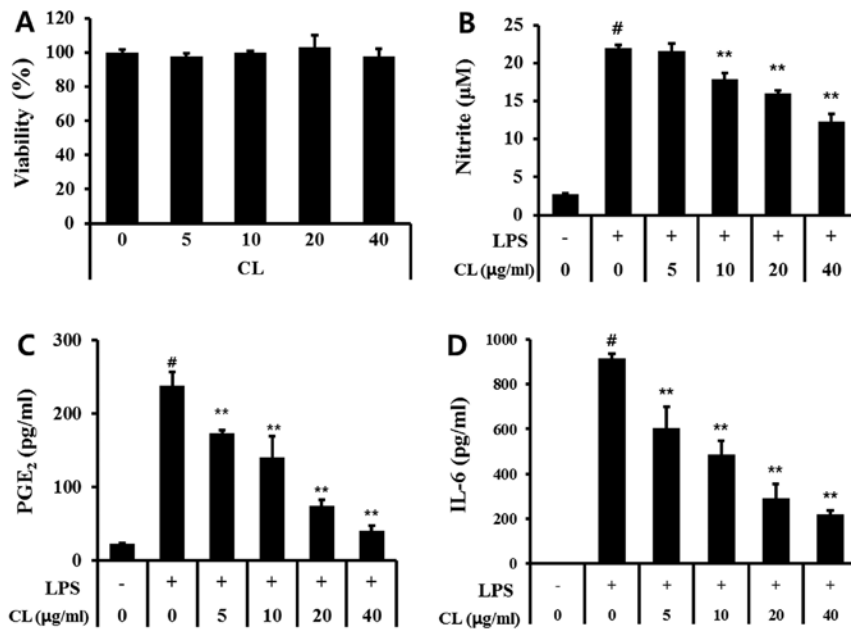 A
Viability (%)
120
100
80
60
40
20
0
0 5 10 20 40
CL
B
Nitrite (µM)
25
20
15
10
5
0
#
**
**
**
LPS - + + + + +
CL (µg/ml) 0 0 5 10 20 40
C
PGE₂ (pg/ml)
300
200
100
0
#
**
**
**
**
LPS - + + + + +
CL (µg/ml) 0 0 5 10 20 40
D
IL-6 (pg/ml)
1000
800
600
400
200
0
#
**
**
**
**
LPS - + + + + +
CL (µg/ml) 0 0 5 10 20 40